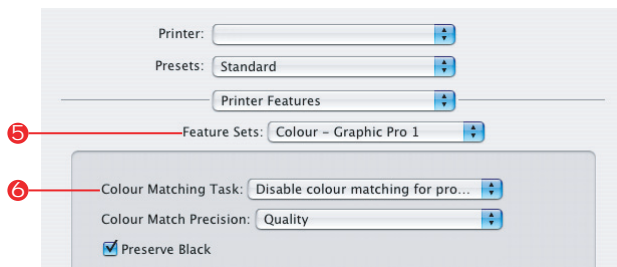 Printer:
Presets: Standard
Printer Features
5 Feature Sets: Colour – Graphic Pro 1
6 Colour Matching Task: Disable colour matching for pro...
Colour Match Precision: Quality
Preserve Black